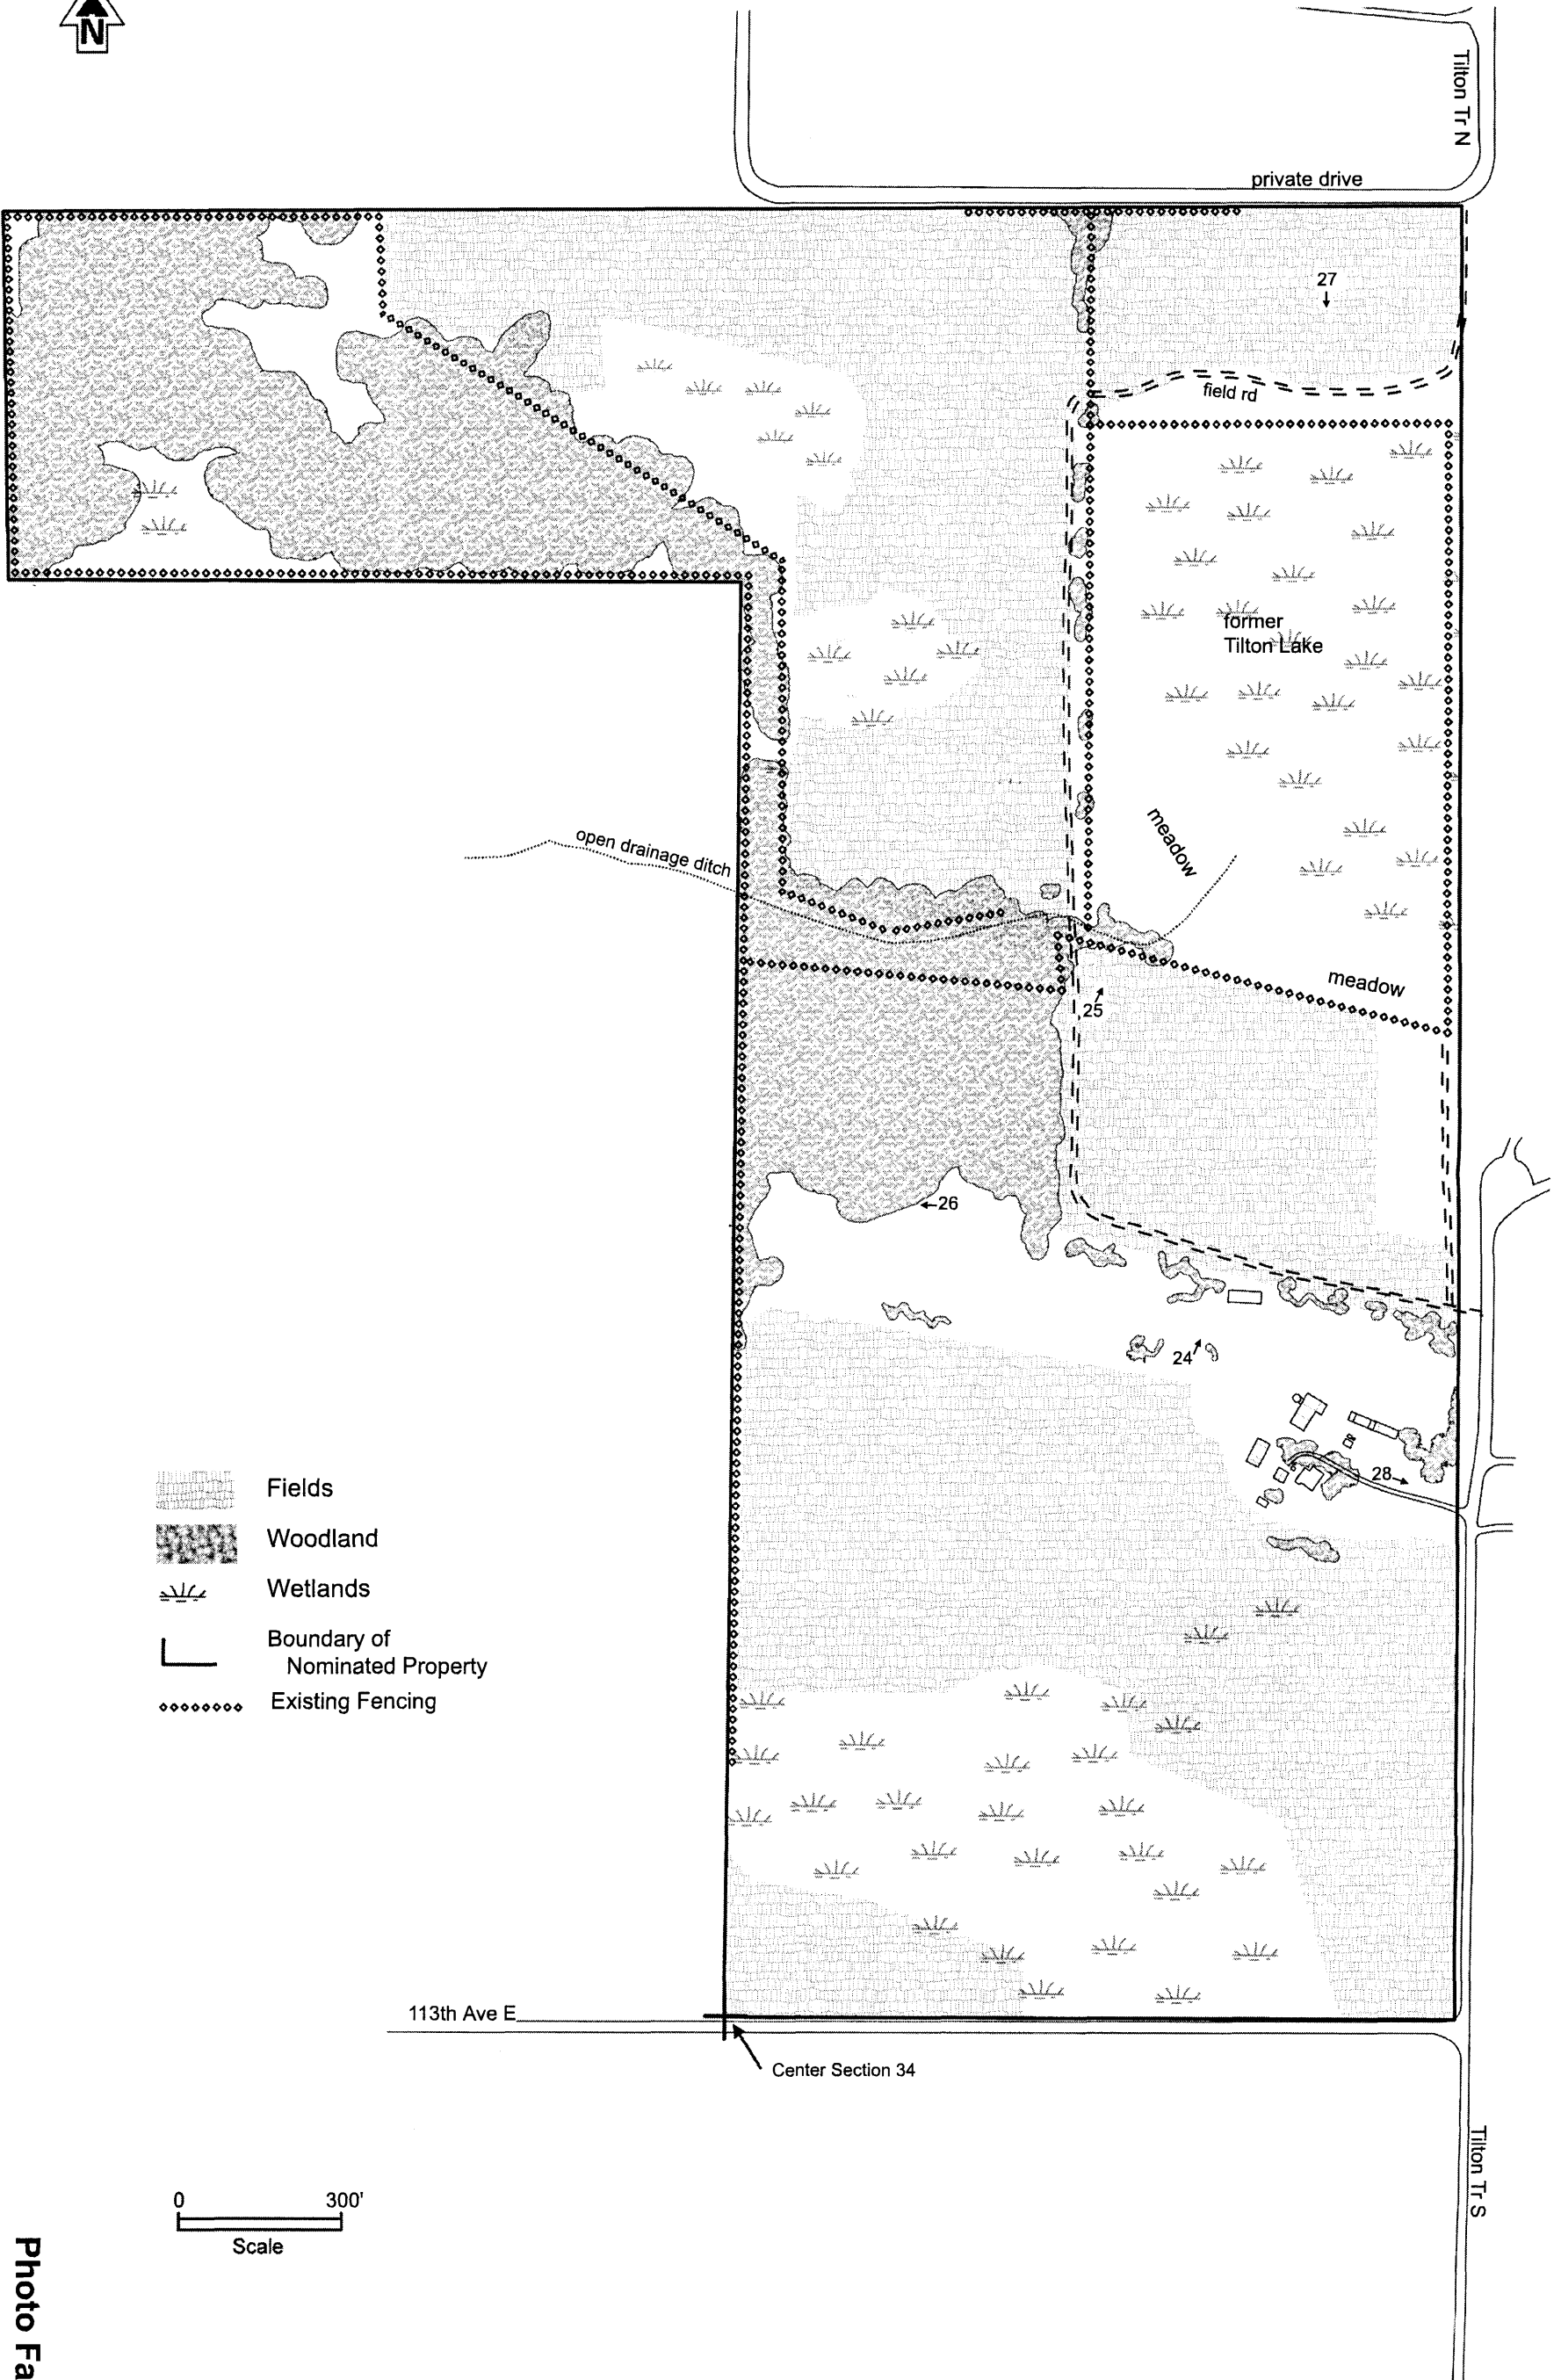 N
Tilton Tr N
private drive
27
field rd
former
Tilton Lake
meadow
open drainage ditch
meadow
25
26
24
28
Fields
Woodland
Wetlands
Boundary of
Nominated Property
Existing Fencing
113th Ave E
Center Section 34
Tilton Tr S
0 300'
Scale
Photo Fa